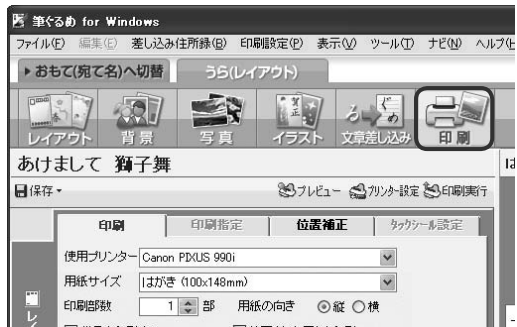 筆ぐるめ for Windows
ファイル(F) 編集(E) 差し込み住所録(B) 印刷設定(P) 表示(V) ツール(T) ナビ(N) ヘルプ(H
おもて(宛て名)へ切替 うら(レイアウト)
レイアウト 背景 写真 イラスト 文章差し込み 印刷
あけまして 獅子舞
保存 プレビュー プリンター設定 印刷実行
印刷 印刷指定 位置補正 タックシール設定
使用プリンター Canon PIXUS 990i
用紙サイズ はがき (100x148mm)
印刷部数 1 部 用紙の向き 縦 横